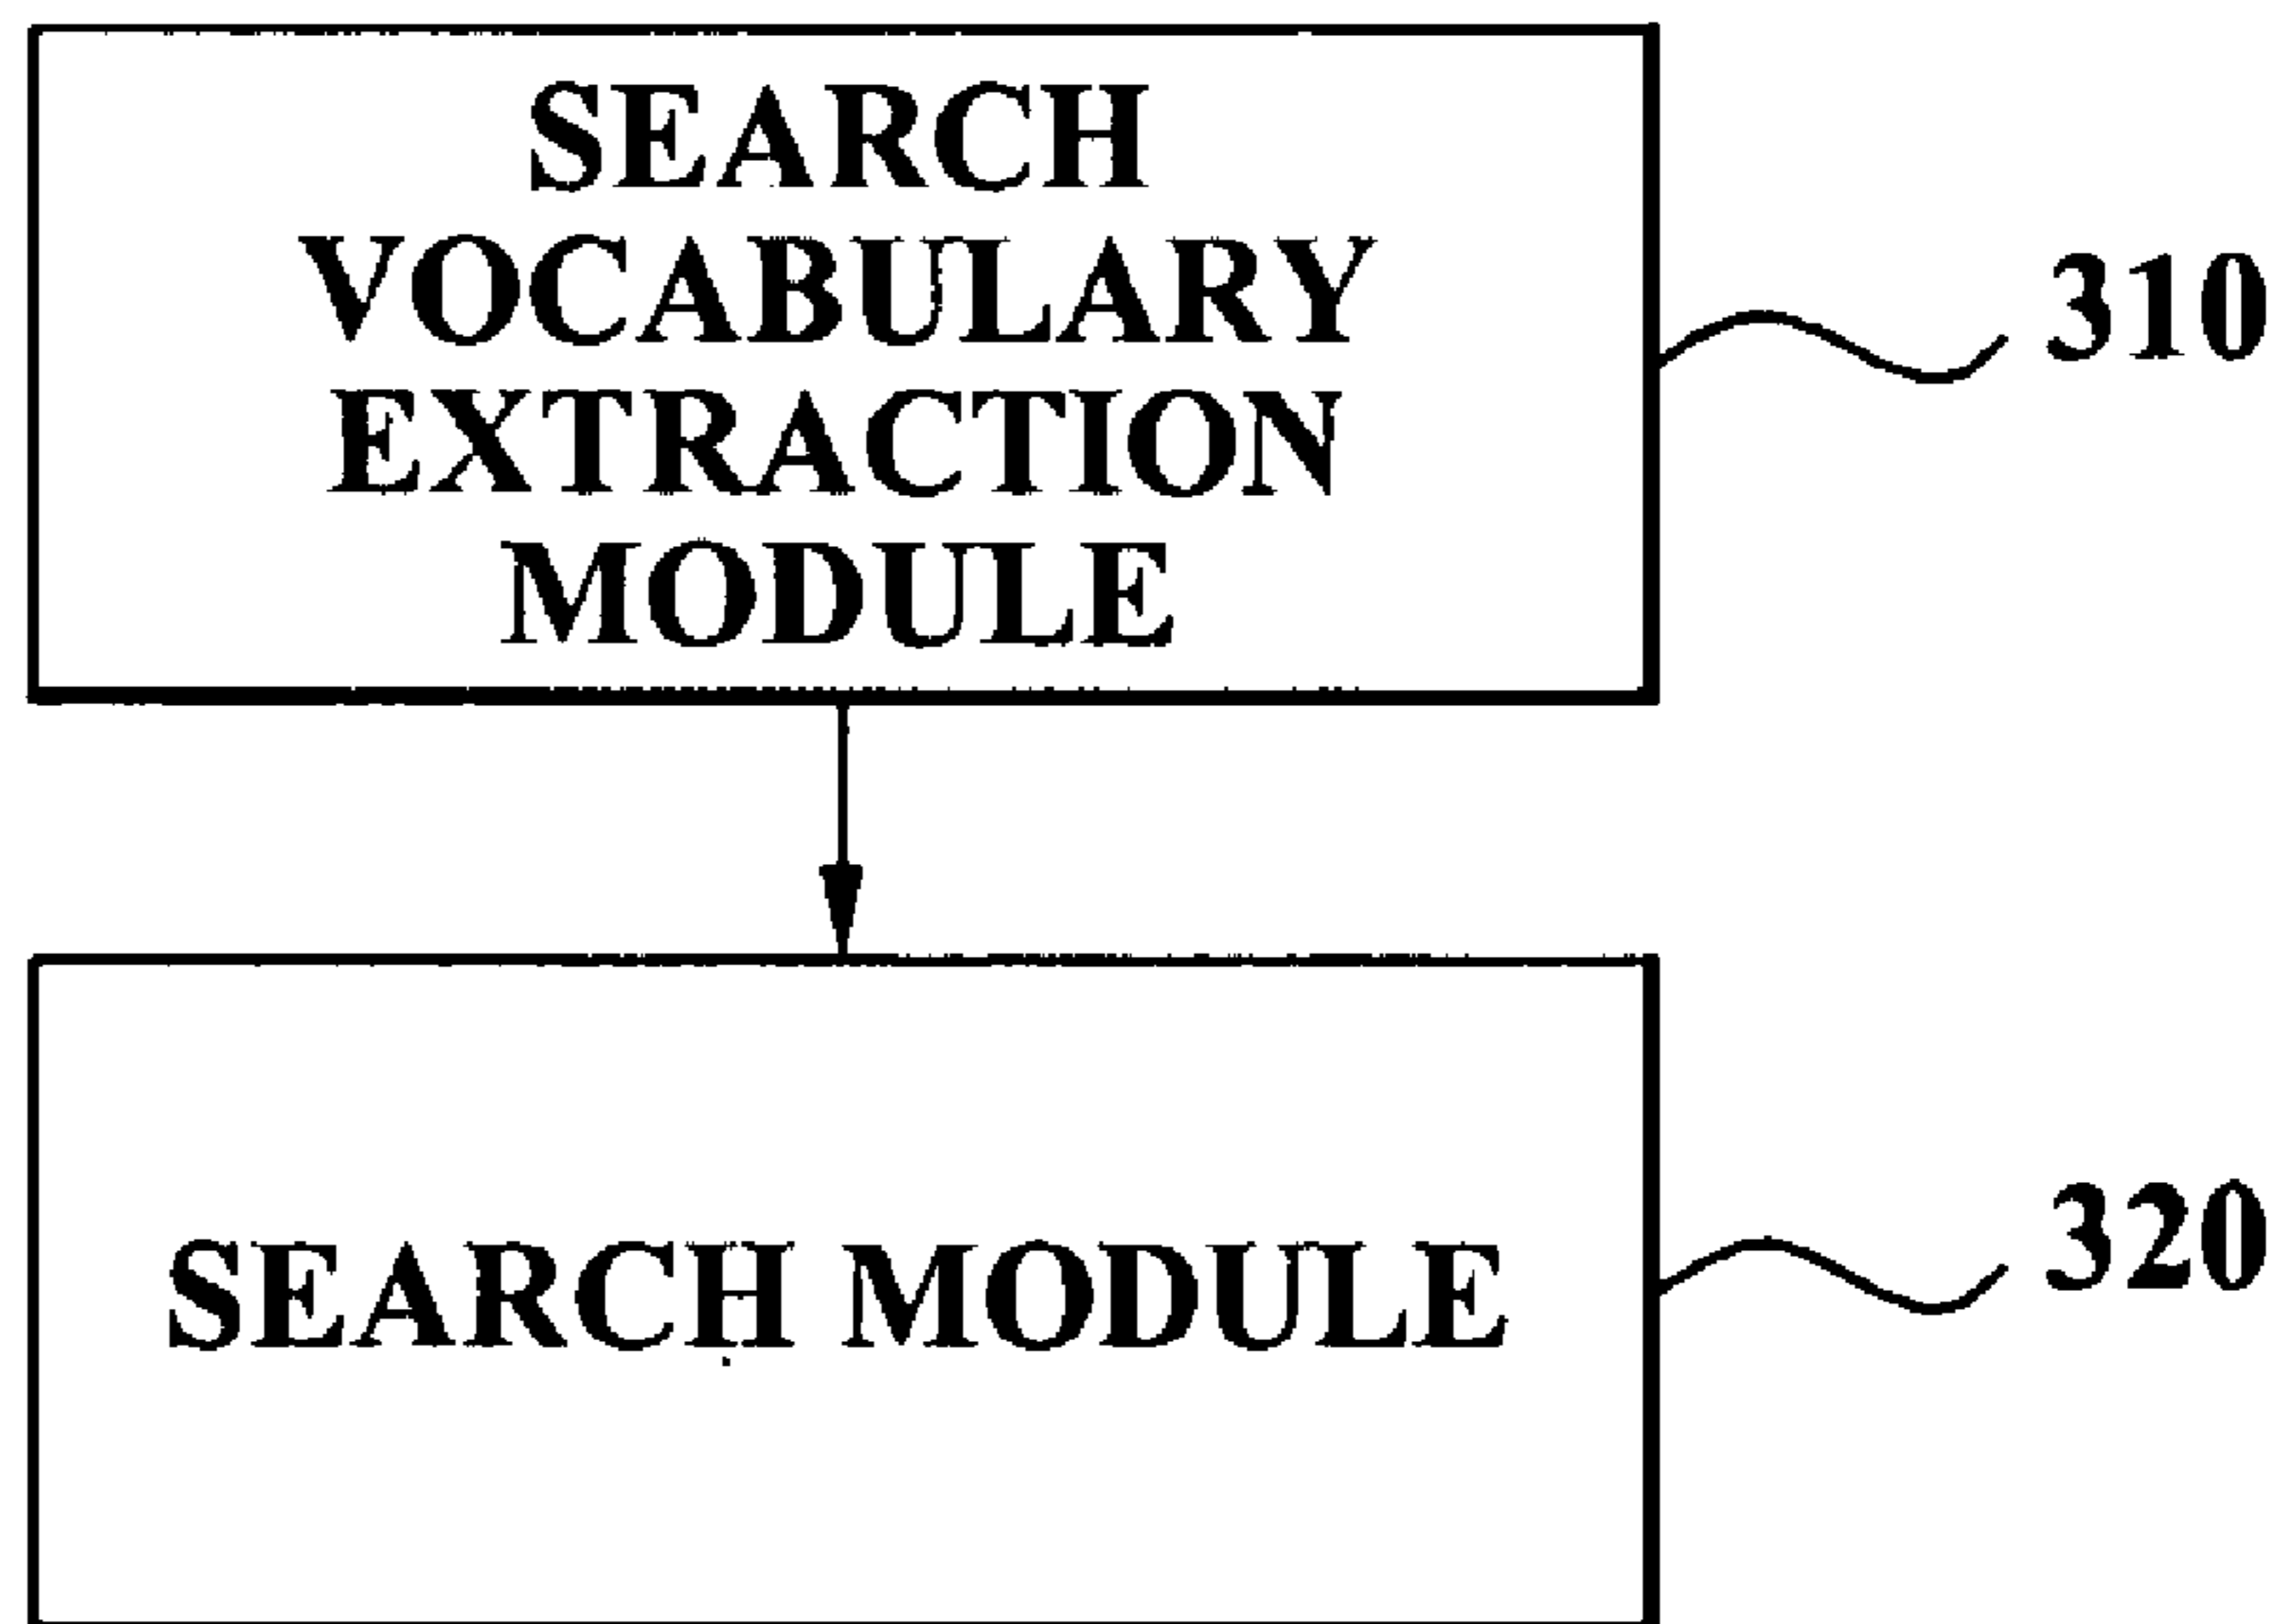 SEARCH
VOCABULARY
EXTRACTION
MODULE
310
SEARCH MODULE
320